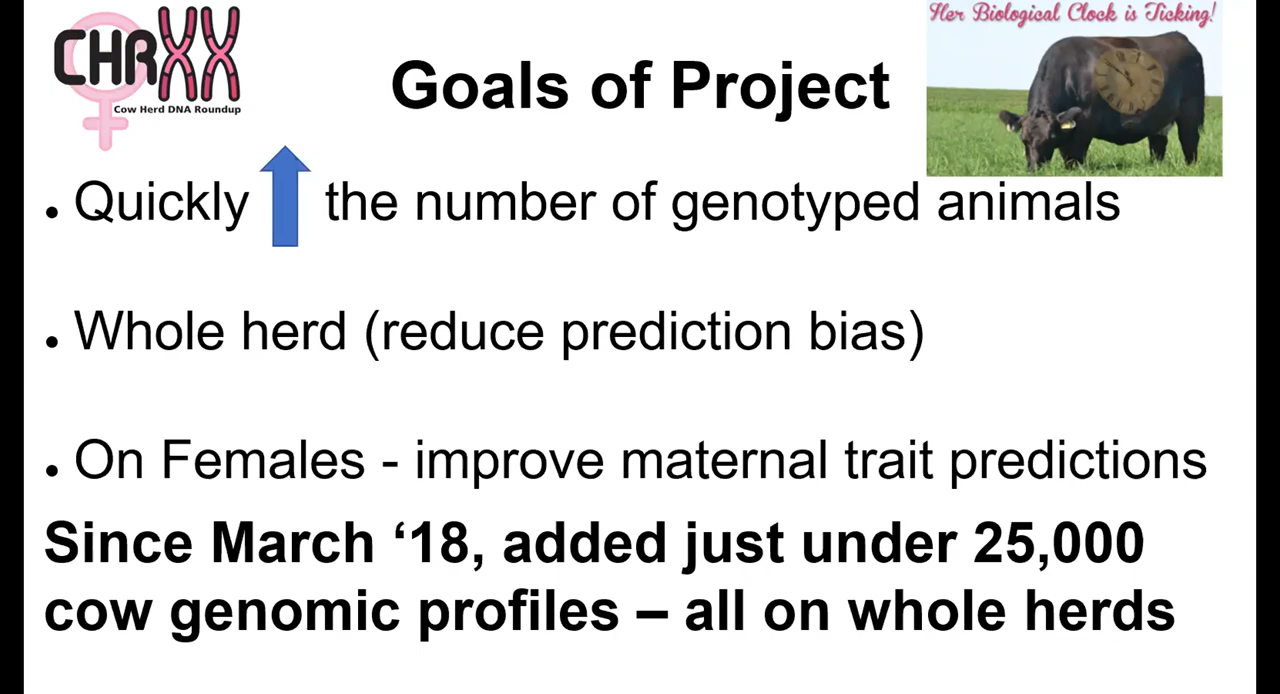 CHRXX
Cow Herd DNA Roundup
Her Biological Clock is Ticking!
Goals of Project
• Quickly the number of genotyped animals
• Whole herd (reduce prediction bias)
• On Females - improve maternal trait predictions
Since March ‘18, added just under 25,000
cow genomic profiles – all on whole herds